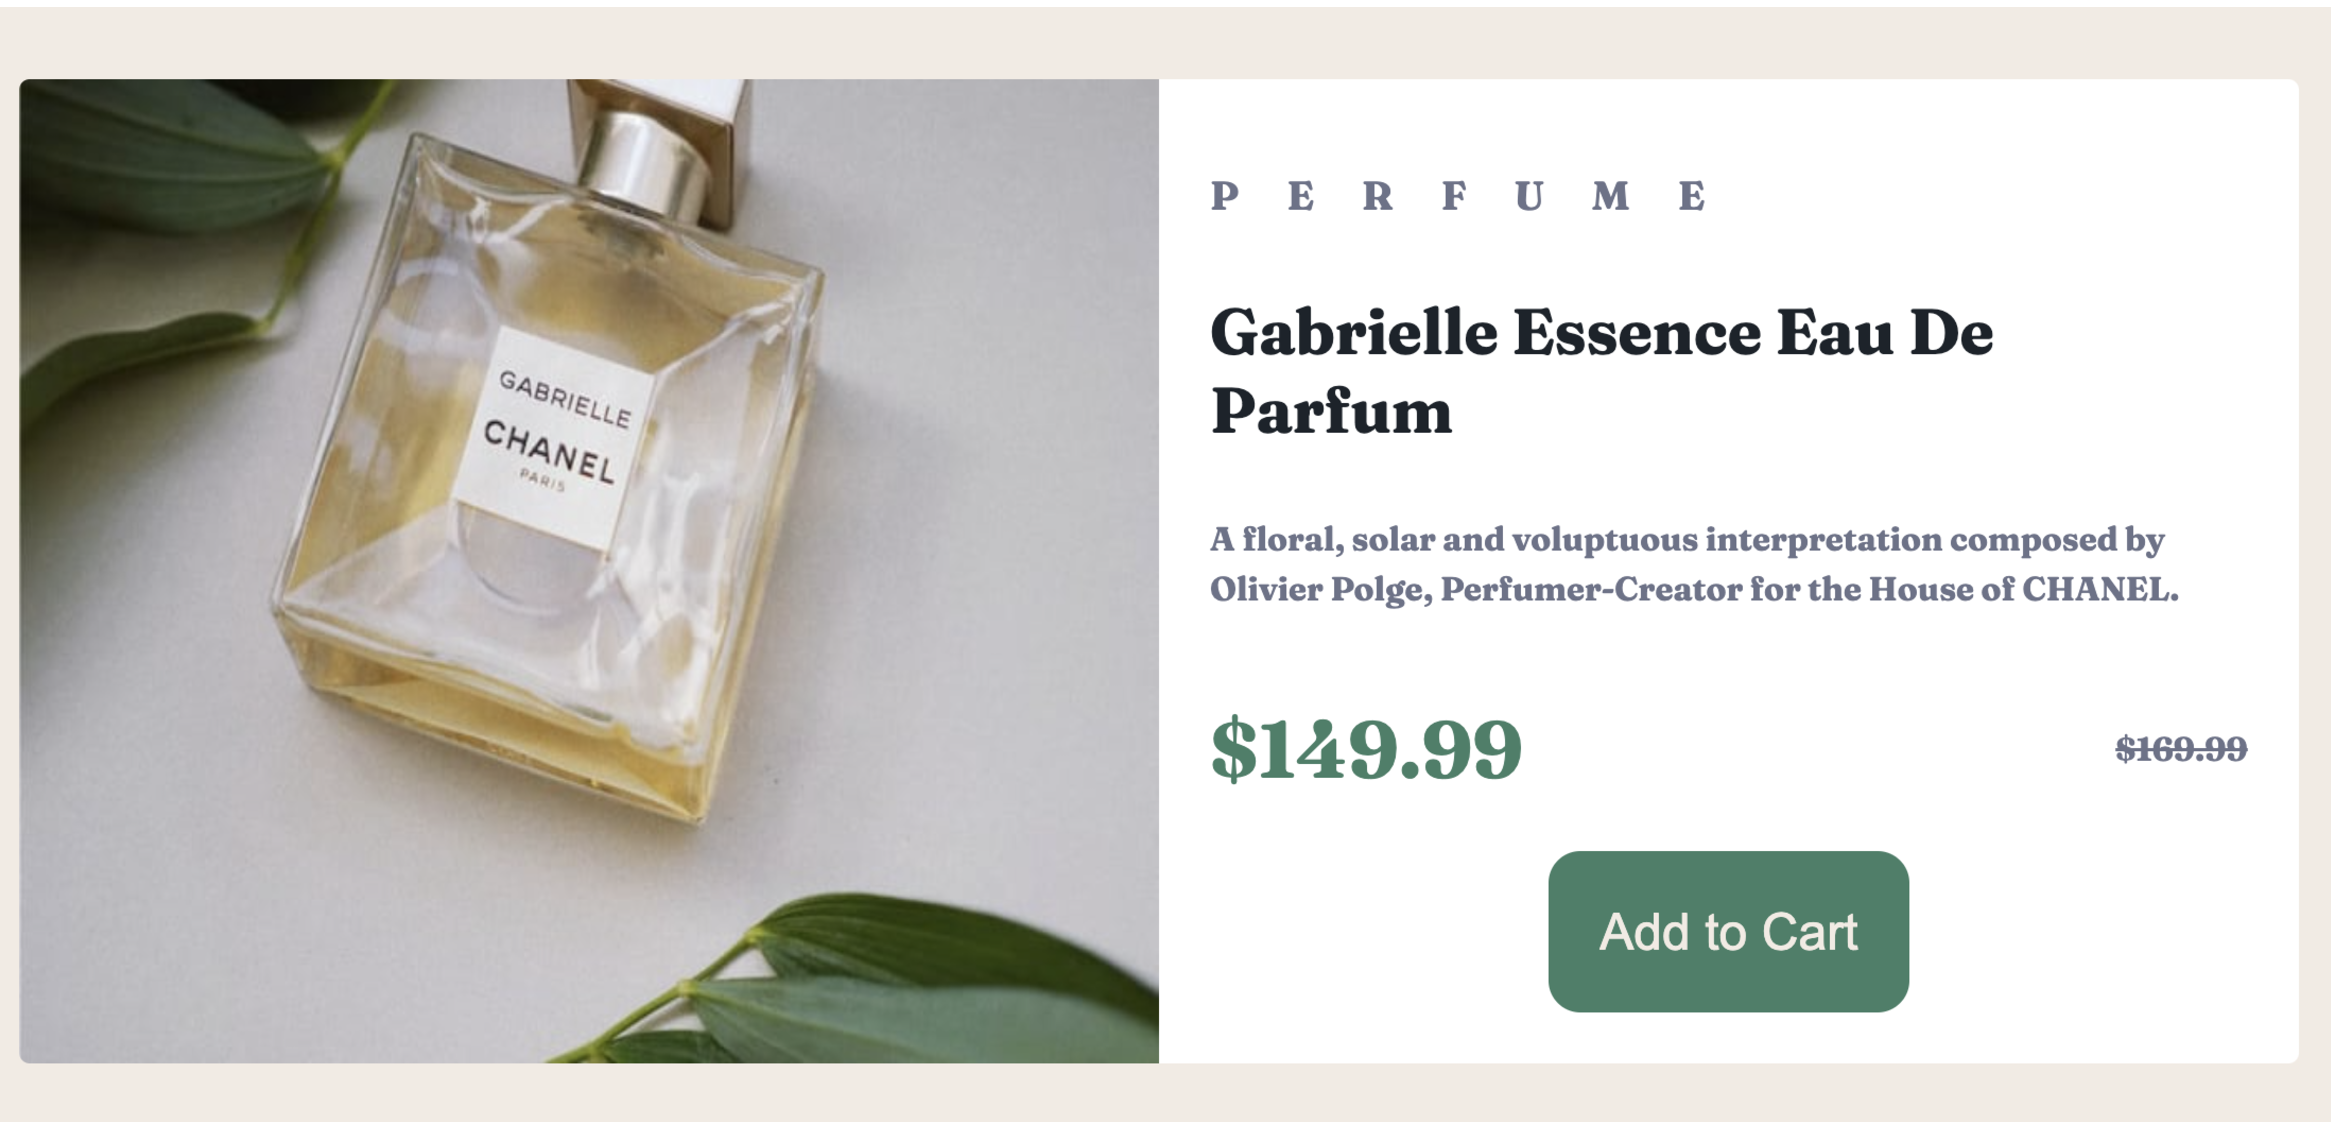 GABRIELLE
CHANEL
PARIS
P E R F U M E
Gabrielle Essence Eau De
Parfum
A floral, solar and voluptuous interpretation composed by
Olivier Polge, Perfumer-Creator for the House of CHANEL.
$149.99
$169.99
Add to Cart